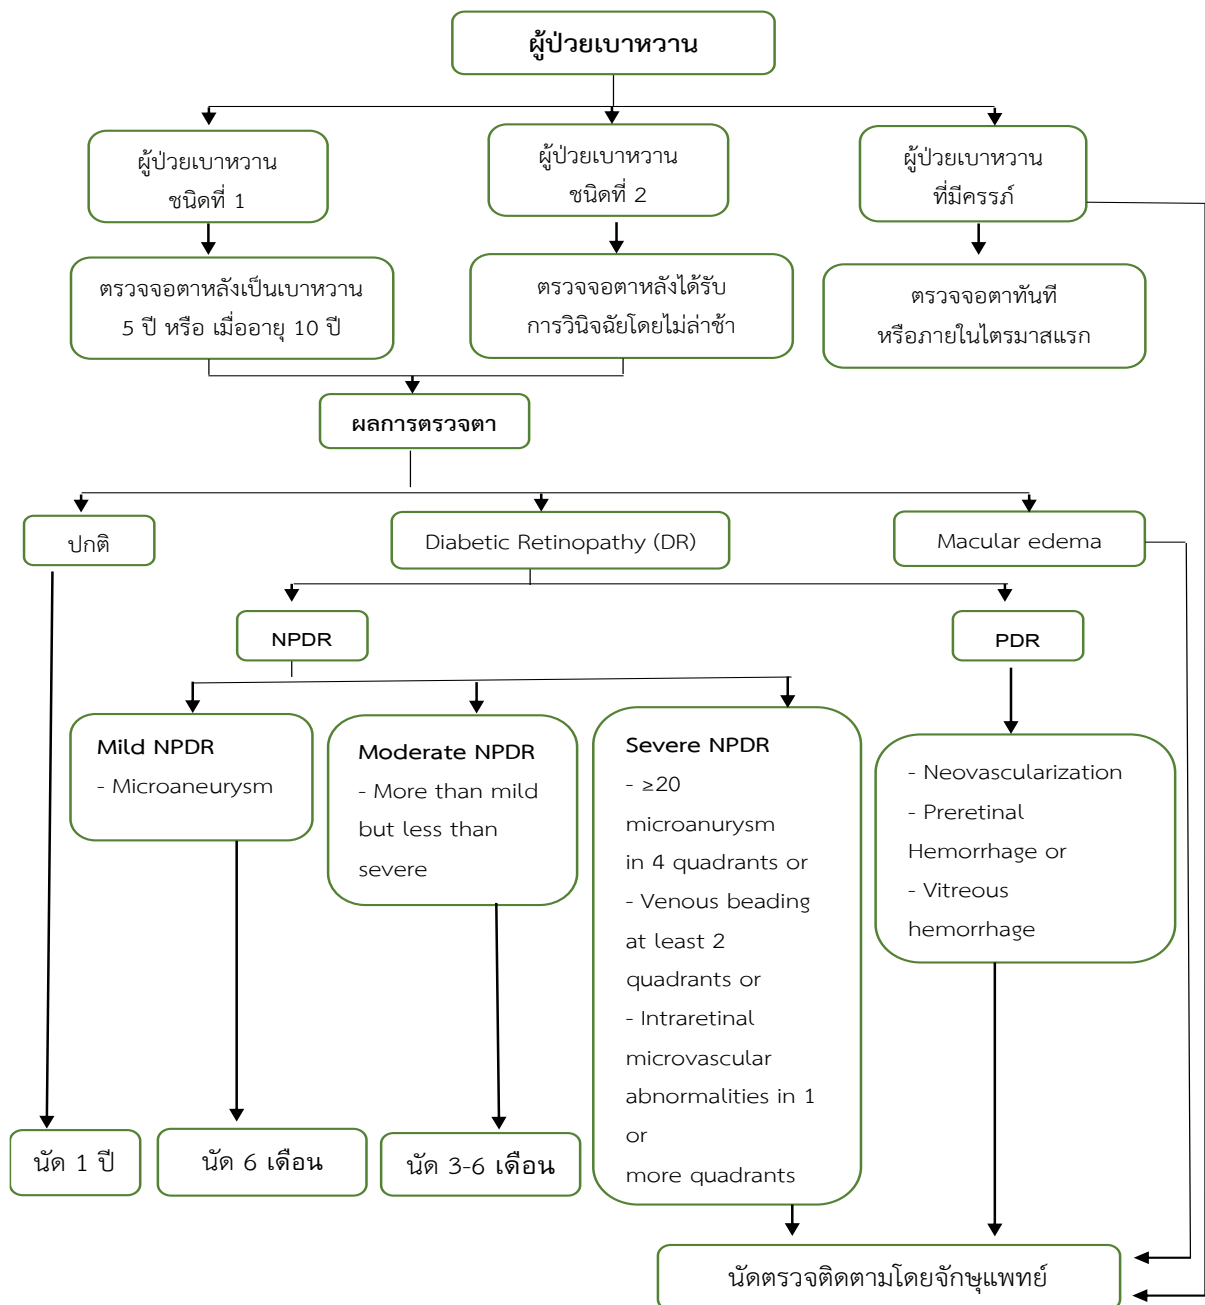 ผู้ป่วยเบาหวาน
ผู้ป่วยเบาหวาน
ชนิดที่ 1
ผู้ป่วยเบาหวาน
ชนิดที่ 2
ผู้ป่วยเบาหวาน
ที่มีครรภ์
ตรวจจอตาหลังเป็นเบาหวาน
5 ปี หรือ เมื่ออายุ 10 ปี
ตรวจจอตาหลังได้รับ
การวินิจฉัยโดยไม่ล่าช้า
ตรวจจอตาทันที
หรือภายในไตรมาสแรก
ผลการตรวจตา
ปกติ
Diabetic Retinopathy (DR)
Macular edema
NPDR
PDR
Mild NPDR
- Microaneurysm
Moderate NPDR
- More than mild
but less than
severe
Severe NPDR
- ≥20
microanurysm
in 4 quadrants or
- Venous beading
at least 2
quadrants or
- Intraretinal
microvascular
abnormalities in 1
or
more quadrants
- Neovascularization
- Preretinal
Hemorrhage or
- Vitreous
hemorrhage
นัด 1 ปี
นัด 6 เดือน
นัด 3-6 เดือน
นัดตรวจติดตามโดยจักษุแพทย์